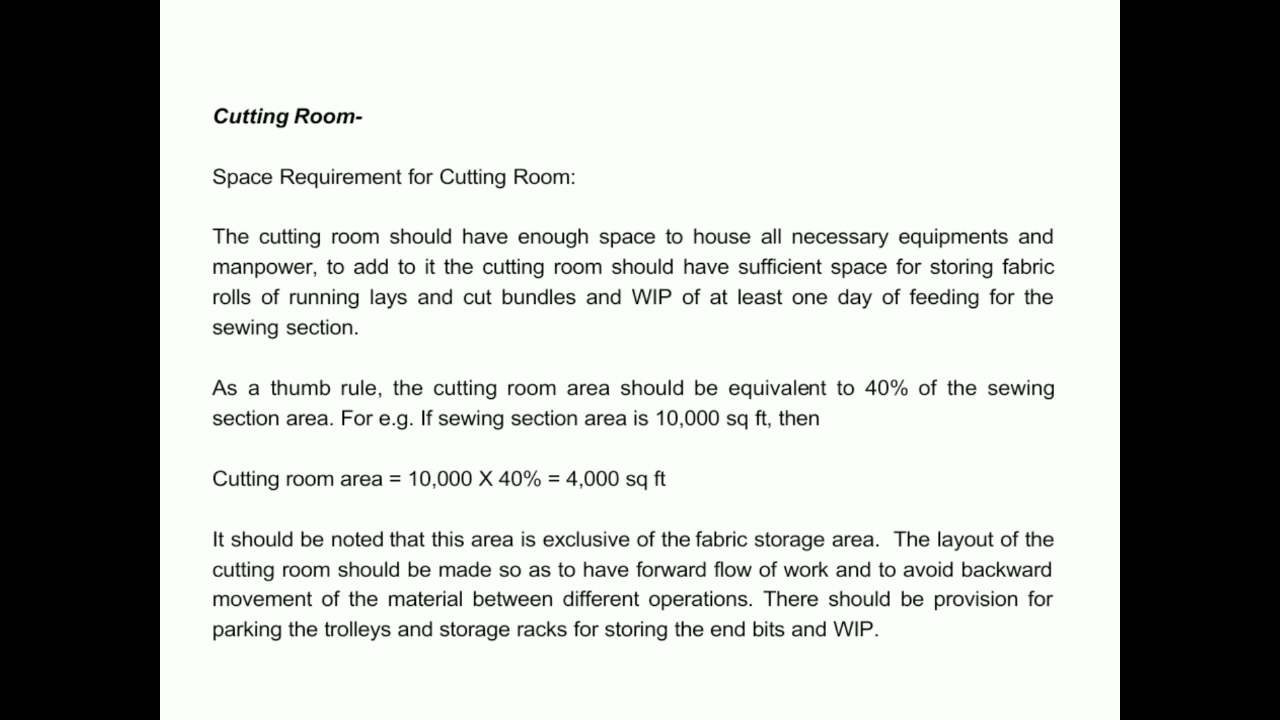 Cutting Room-
Space Requirement for Cutting Room:
The cutting room should have enough space to house all necessary equipments and
manpower, to add to it the cutting room should have sufficient space for storing fabric
rolls of running lays and cut bundles and WIP of at least one day of feeding for the
sewing section.
As a thumb rule, the cutting room area should be equivalent to 40% of the sewing
section area. For e.g. If sewing section area is 10,000 sq ft, then
Cutting room area = 10,000 X 40% = 4,000 sq ft
It should be noted that this area is exclusive of the fabric storage area.  The layout of the
cutting room should be made so as to have forward flow of work and to avoid backward
movement of the material between different operations. There should be provision for
parking the trolleys and storage racks for storing the end bits and WIP.